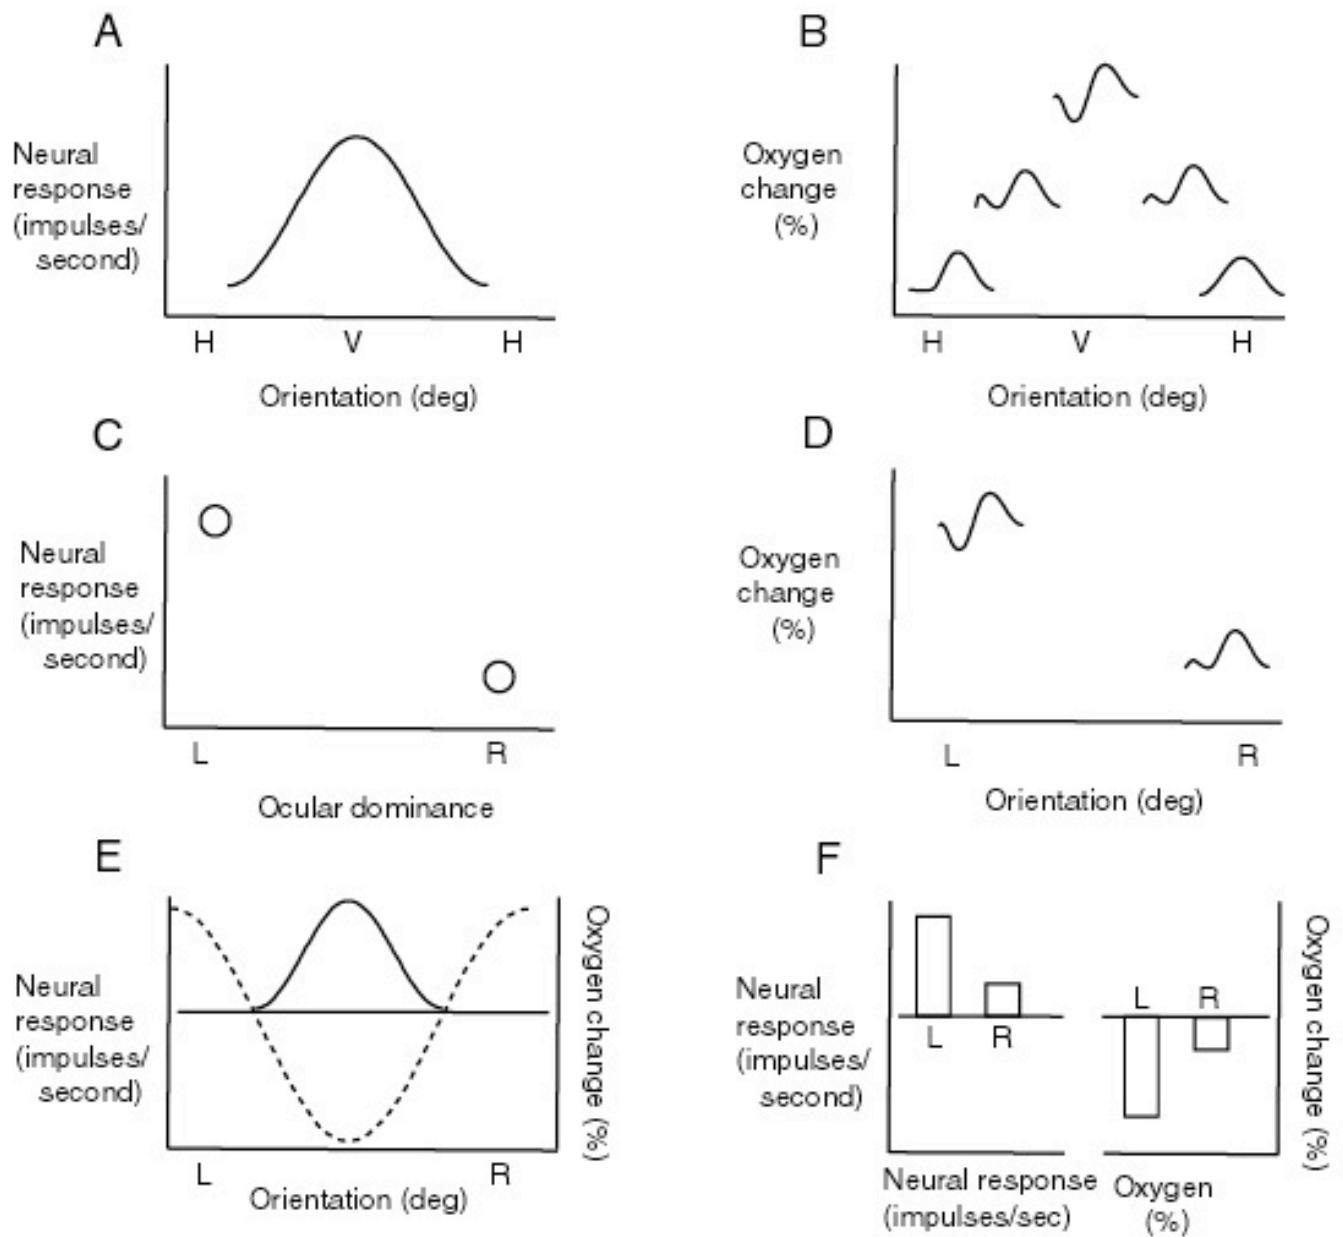 A
Neural
response
(impulses/
second)
H V H
Orientation (deg)
B
Oxygen
change
(%)
H V H
Orientation (deg)
C
Neural
response
(impulses/
second)
L R
Ocular dominance
D
Oxygen
change
(%)
L R
Orientation (deg)
E
Neural
response
(impulses/
second)
L R
Orientation (deg)
Oxygen change (%)
F
Neural
response
(impulses/
second)
L R
L R
Neural response
(impulses/sec)
Oxygen
(%)
Oxygen change (%)